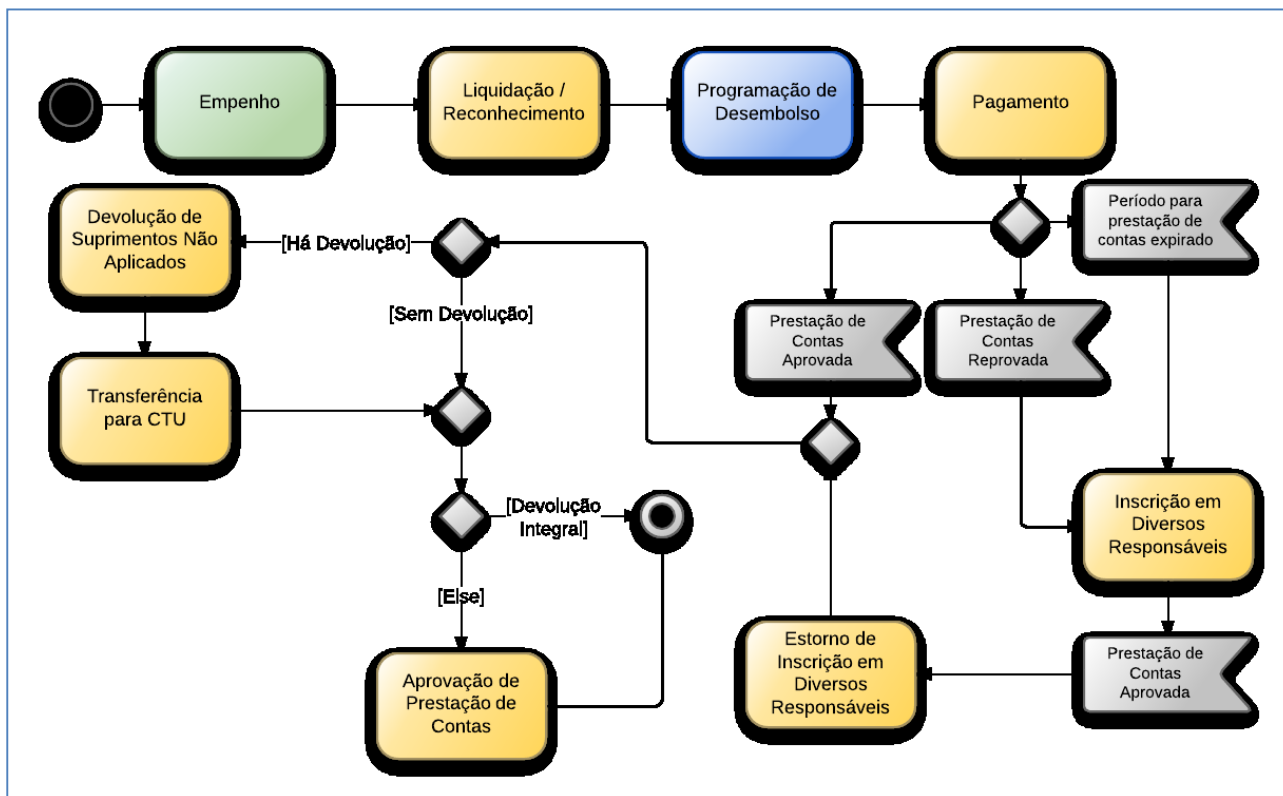 Empenho
Liquidação /
Reconhecimento
Programação de
Desembolso
Pagamento
Devolução de
Suprimentos Não
Aplicados
[Há Devolução]
[Sem Devolução]
Período para
prestação de
contas expirado
Prestação de
Contas
Aprovada
Prestação de
Contas
Reprovada
Transferência
para CTU
[Devolução
Integral]
Inscrição em
Diversos
Responsáveis
[Else]
Aprovação de
Prestação de
Contas
Estorno de
Inscrição em
Diversos
Responsáveis
Prestação de
Contas
Aprovada